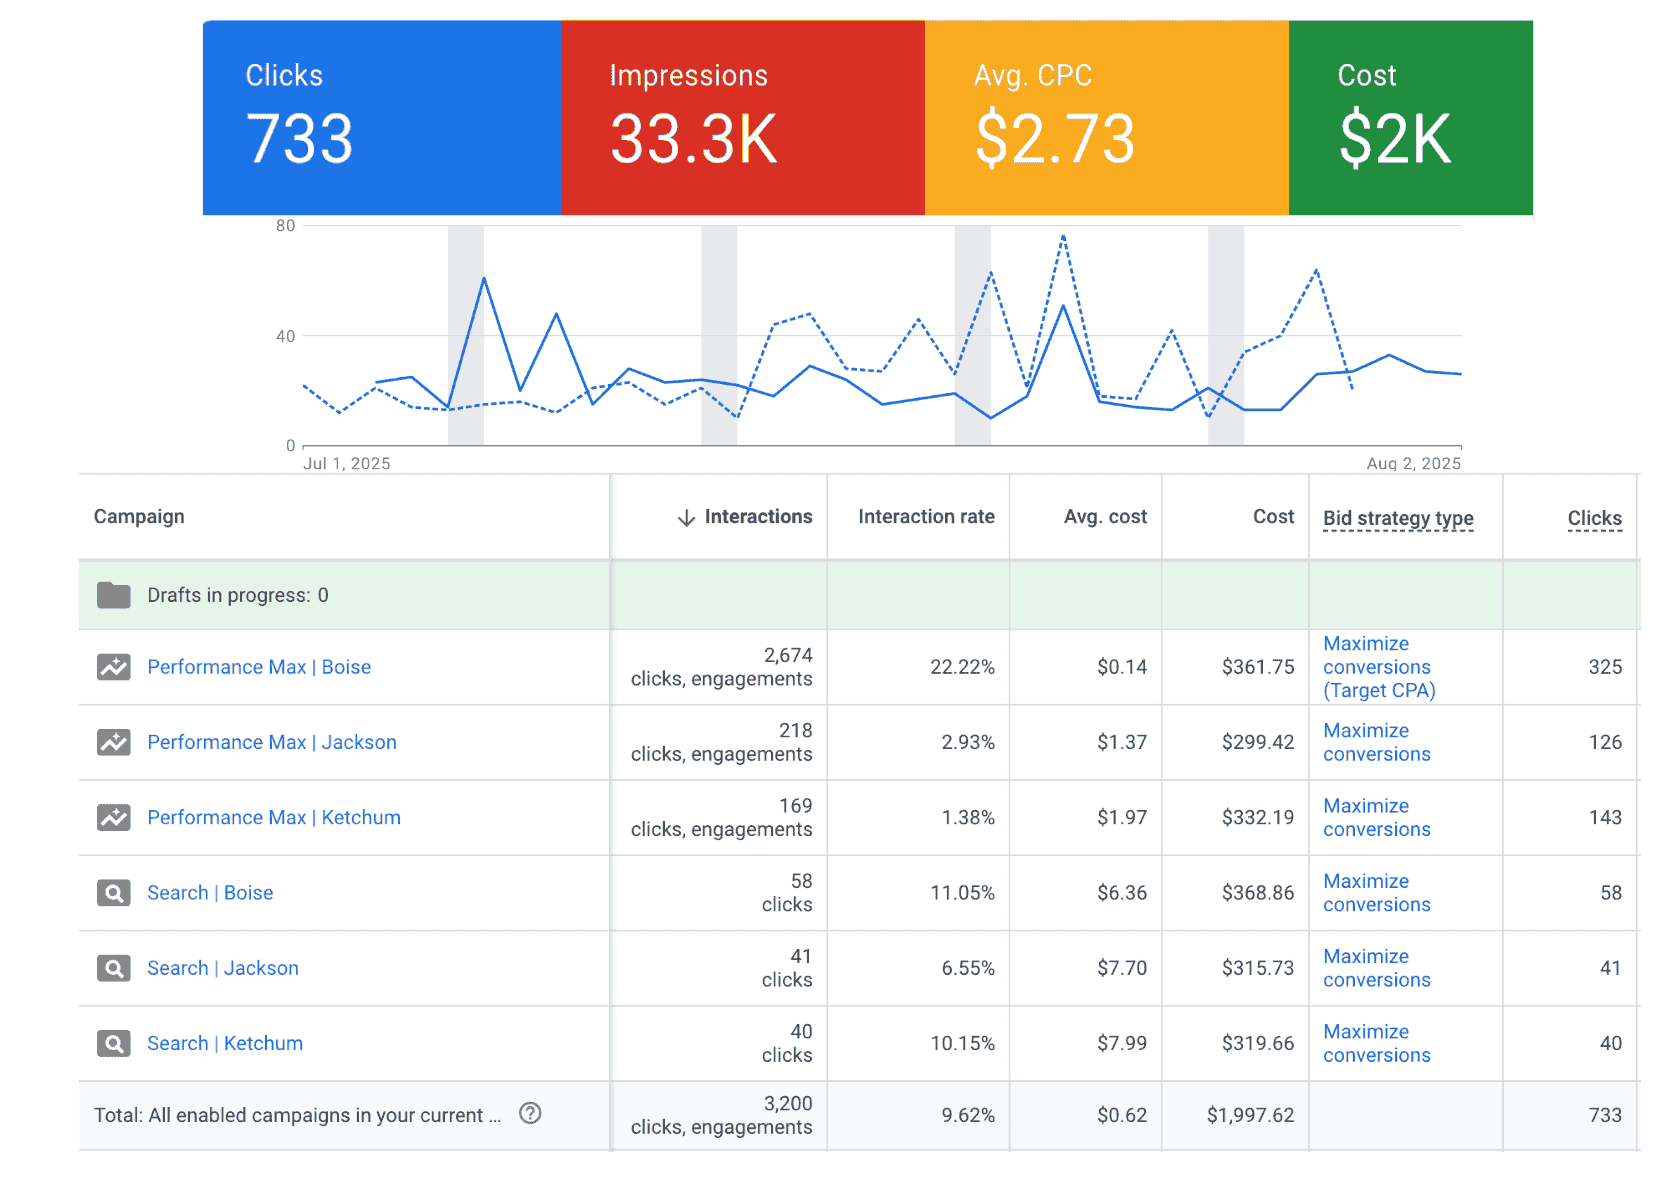 Clicks
733
Impressions
33.3K
Avg. CPC
$2.73
Cost
$2K
80
40
0
Jul 1, 2025
Aug 2, 2025
Campaign Interactions Interaction rate Avg. cost Cost Bid strategy type Clicks
Drafts in progress: 0
Performance Max | Boise
2,674
clicks, engagements
22.22%
$0.14
$361.75
Maximize
conversions
(Target CPA)
325
Performance Max | Jackson
218
clicks, engagements
2.93%
$1.37
$299.42
Maximize
conversions
126
Performance Max | Ketchum
169
clicks, engagements
1.38%
$1.97
$332.19
Maximize
conversions
143
Search | Boise
58
clicks
11.05%
$6.36
$368.86
Maximize
conversions
58
Search | Jackson
41
clicks
6.55%
$7.70
$315.73
Maximize
conversions
41
Search | Ketchum
40
clicks
10.15%
$7.99
$319.66
Maximize
conversions
40
Total: All enabled campaigns in your current ...
3,200
clicks, engagements
9.62%
$0.62
$1,997.62
733